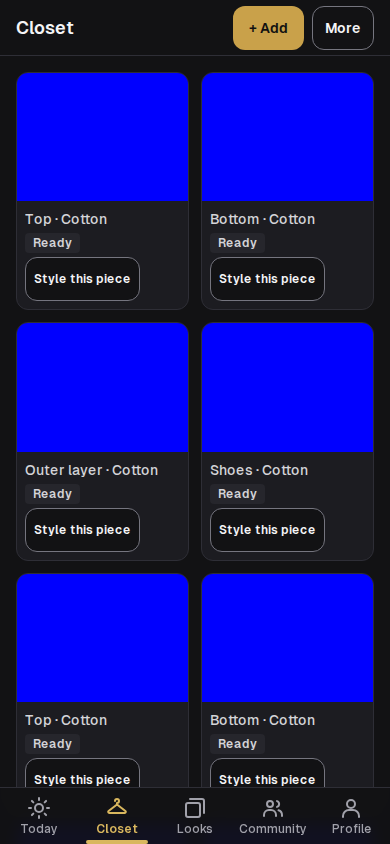 Closet
+ Add
More
Top · Cotton
Ready
Style this piece
Bottom · Cotton
Ready
Style this piece
Outer layer · Cotton
Ready
Style this piece
Shoes · Cotton
Ready
Style this piece
Top · Cotton
Ready
Style this piece
Bottom · Cotton
Ready
Style this piece
Today
Closet
Looks
Community
Profile